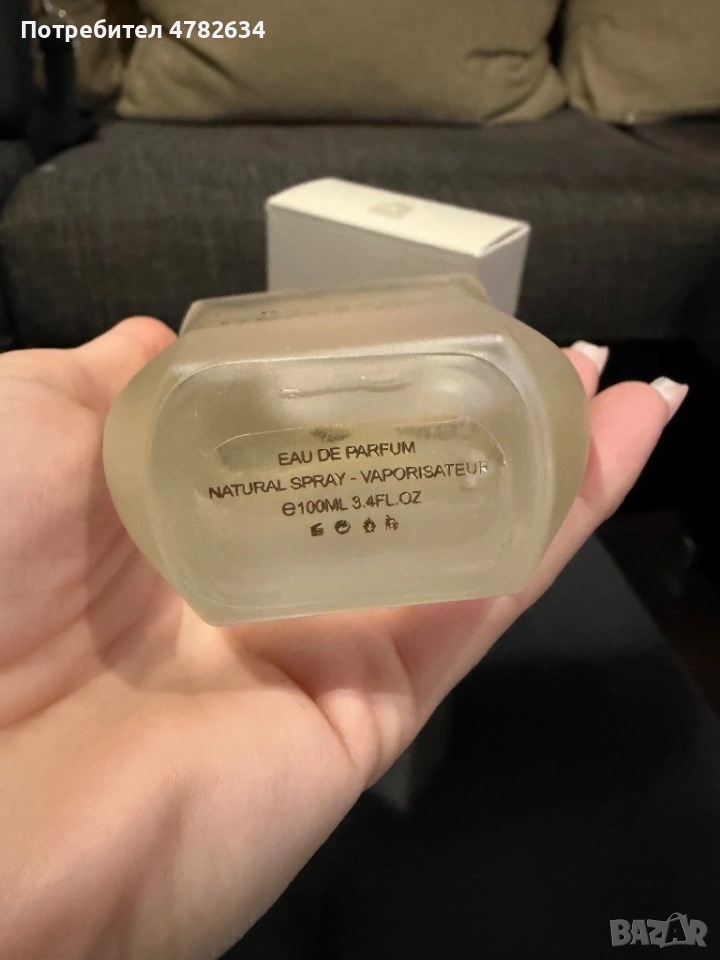 Потребител 4782634
EAU DE PARFUM
NATURAL SPRAY - VAPORISATEUR
℮100ML 3.4FL.OZ
BAZAR